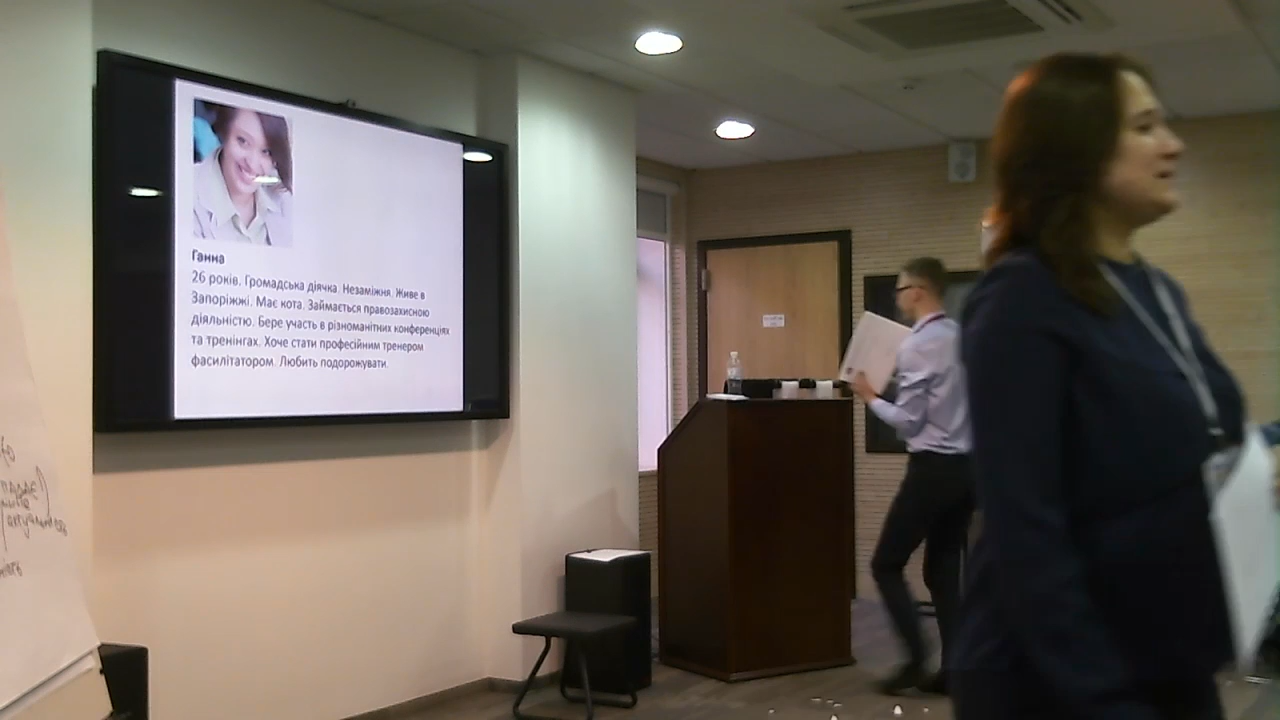 Ганна
26 років. Громадська діячка. Незаміжня. Живе в
Запоріжжі. Має кота. Займається правозахисною
діяльністю. Бере участь в різноманітних конференціях
та тренінгах. Хоче стати професійним тренером
фасилітатором. Любить подорожувати.